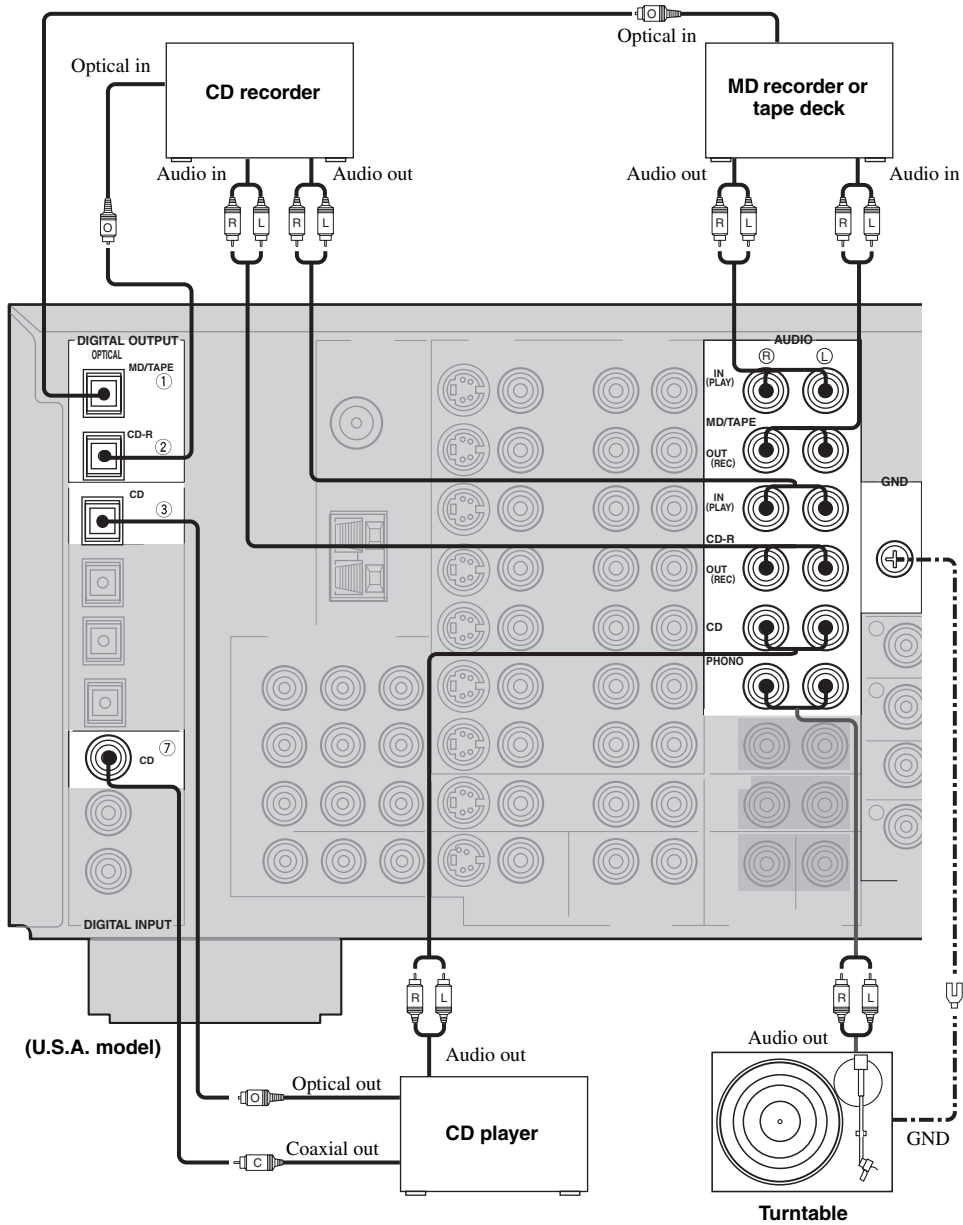 O
Optical in
Optical in
CD recorder
MD recorder or
tape deck
Audio in
Audio out
Audio out
Audio in
R L R L R L R L
O
DIGITAL OUTPUT
OPTICAL
MD/TAPE
①
CD-R
②
CD
③
⑦
CD
DIGITAL INPUT
AUDIO
Ⓡ Ⓛ
IN
(PLAY)
MD/TAPE
OUT
(REC)
IN
(PLAY)
CD-R
OUT
(REC)
CD
PHONO
GND
R L
R L
(U.S.A. model)
Audio out
Audio out
Optical out
O
CD player
Coaxial out
C
GND
Turntable